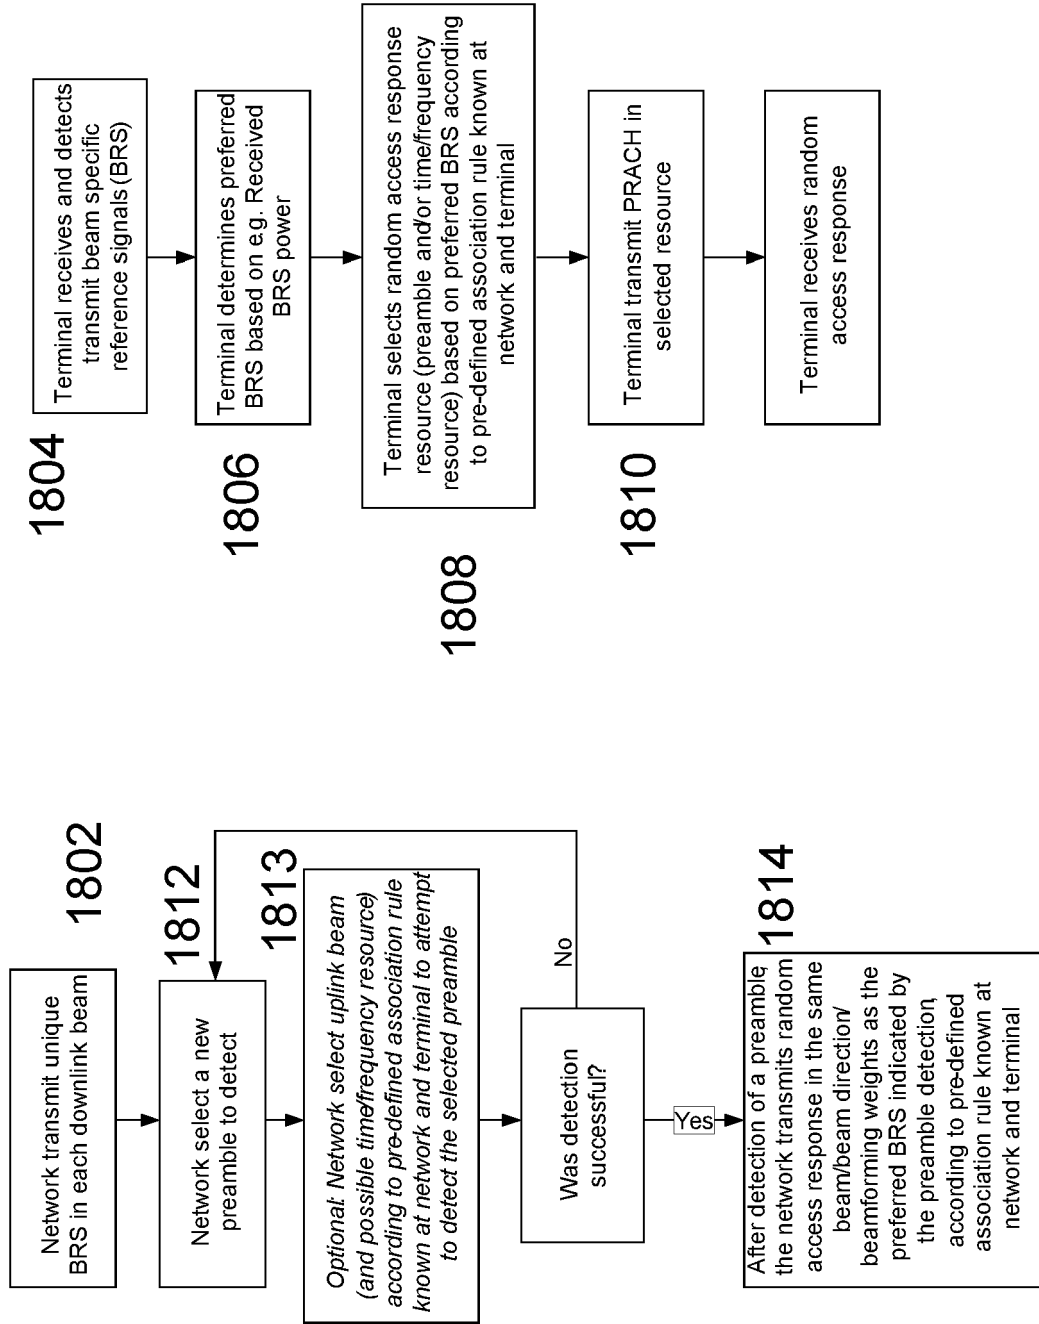 1802
Network transmit unique
BRS in each downlink beam
1812
Network select a new
preamble to detect
1813
Optional: Network select uplink beam
(and possible time/frequency resource)
according to pre-defined association rule
known at network and terminal to attempt
to detect the selected preamble
Was detection
successful?
No
Yes
1814
After detection of a preamble,
the network transmits random
access response in the same
beam/beam direction/
beamforming weights as the
preferred BRS indicated by
the preamble detection,
according to pre-defined
association rule known at
network and terminal
1804
Terminal receives and detects
transmit beam specific
reference signals (BRS)
1806
Terminal determines preferred
BRS based on e.g. Received
BRS power
1808
Terminal selects random access response
resource (preamble and/or time/frequency
resource) based on preferred BRS according
to pre-defined association rule known at
network and terminal
1810
Terminal transmit PRACH in
selected resource
Terminal receives random
access response